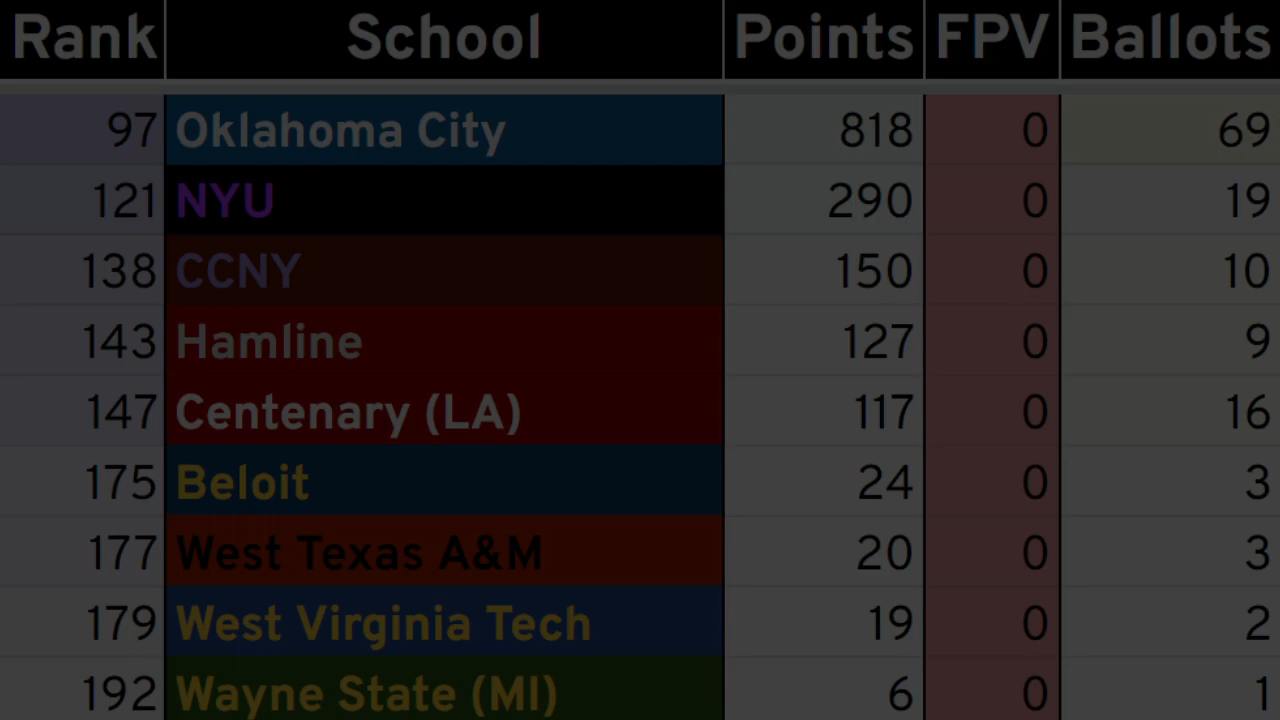 Rank School Points FPV Ballots
97 Oklahoma City 818 0 69
121 NYU 290 0 19
138 CCNY 150 0 10
143 Hamline 127 0 9
147 Centenary (LA) 117 0 16
175 Beloit 24 0 3
177 West Texas A&M 20 0 3
179 West Virginia Tech 19 0 2
192 Wayne State (MI) 6 0 1